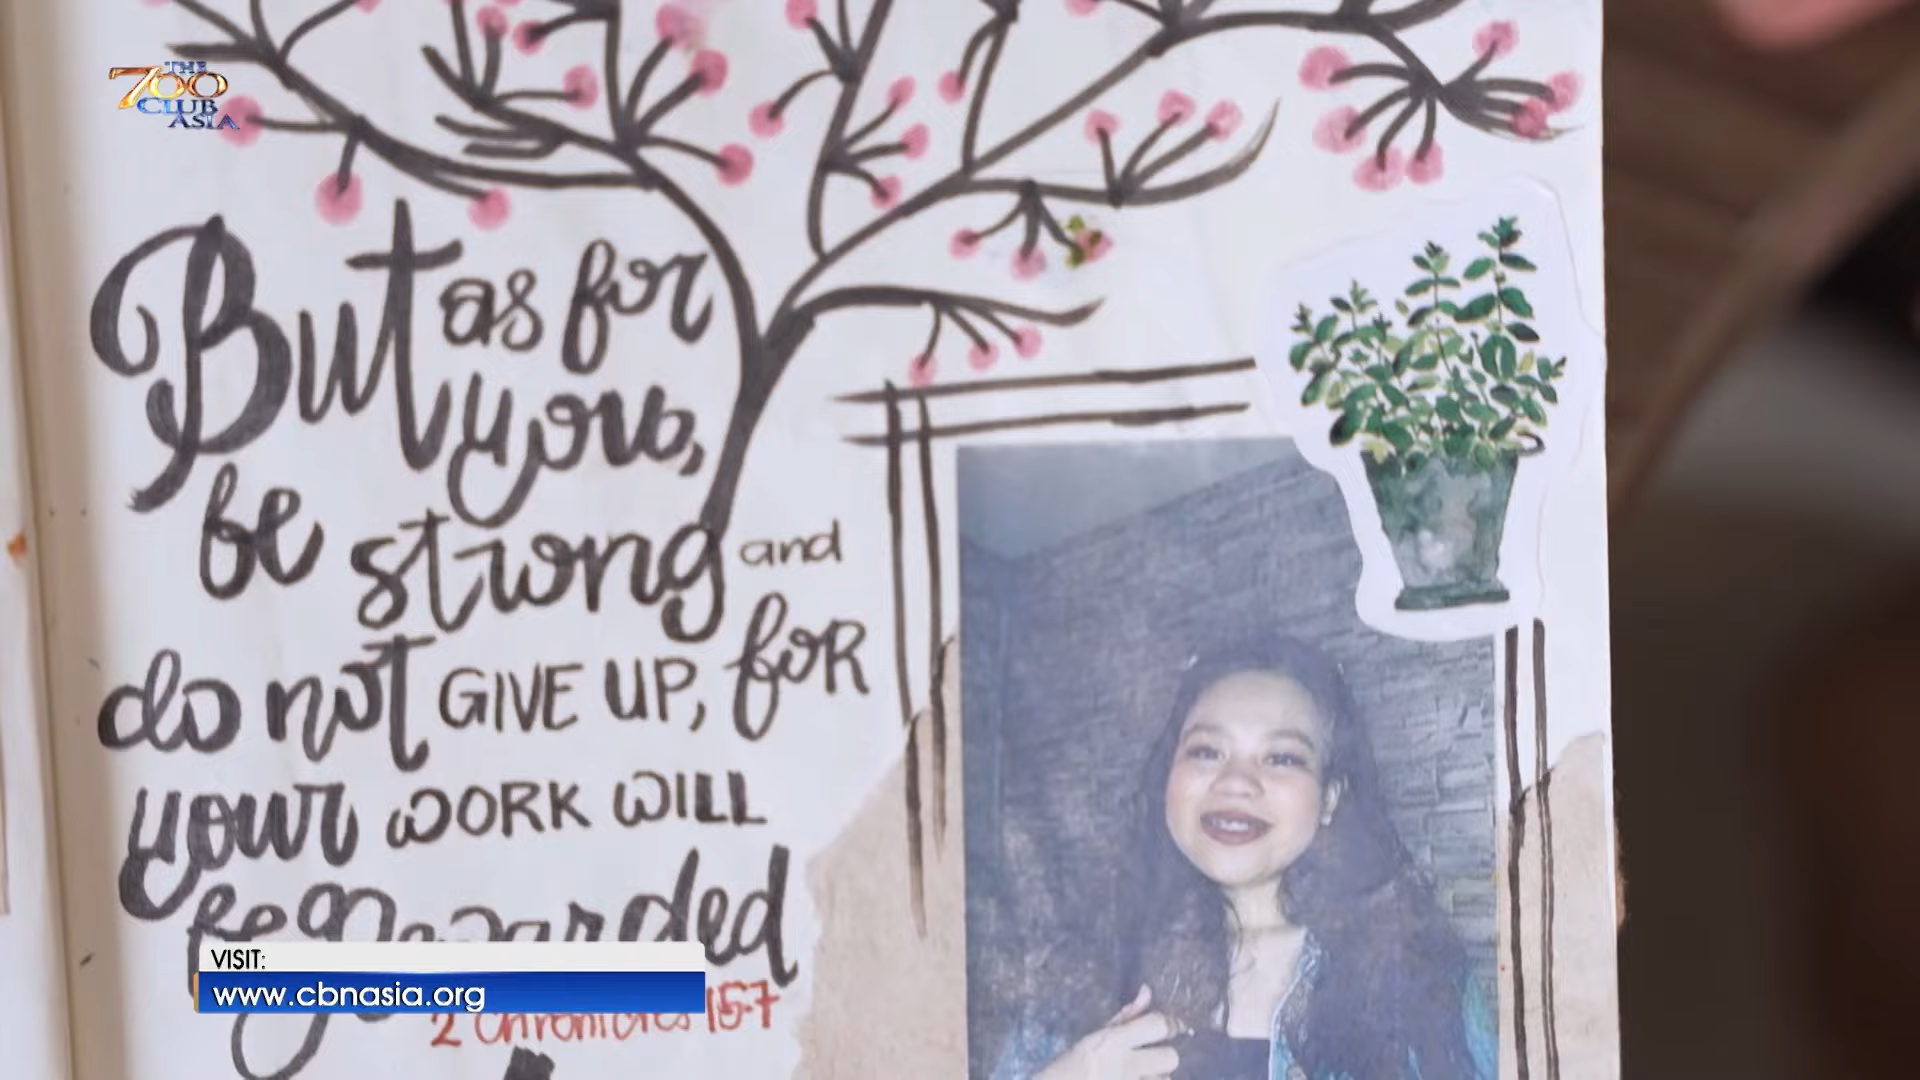 THE
700
CLUB
ASIA
But as for
you,
be strong and
do not GIVE UP, for
your WORK WILL
be rewarded
2 Chronicles 15:7
VISIT:
www.cbnasia.org